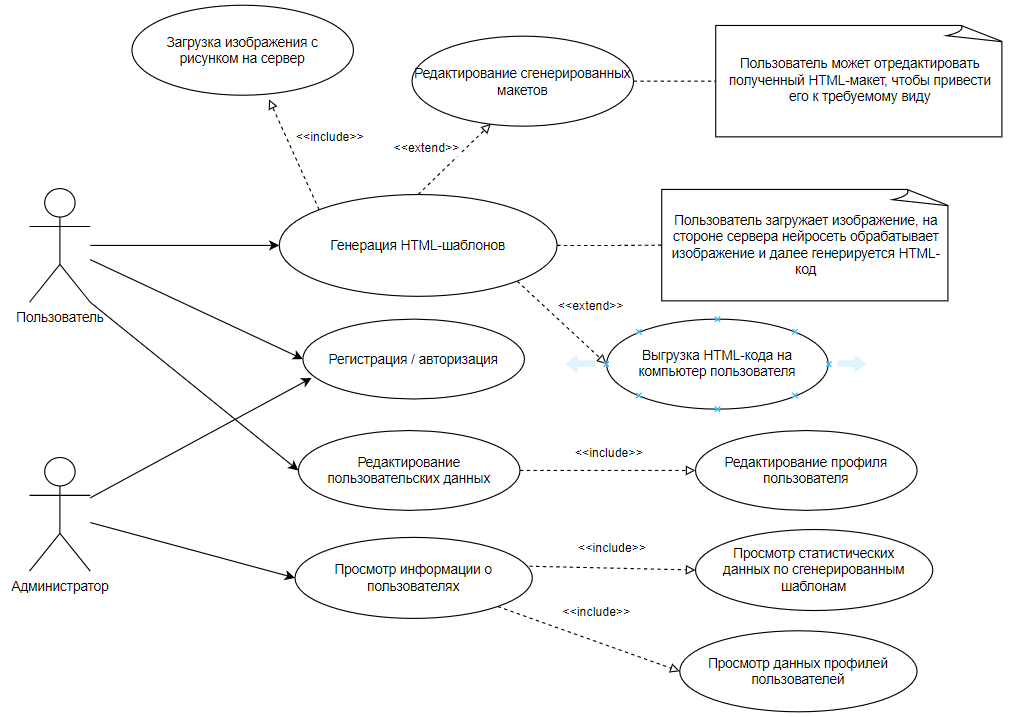 Загрузка изображения с
рисунком на сервер
Редактирование сгенерированных
макетов
Пользователь может отредактировать
полученный HTML-макет, чтобы привести
его к требуемому виду
<<include>>
<<extend>>
Генерация HTML-шаблонов
Пользователь загружает изображение, на
стороне сервера нейросеть обрабатывает
изображение и далее генерируется HTML-
код
Пользователь
<<extend>>
Регистрация / авторизация
Выгрузка HTML-кода на
компьютер пользователя
Редактирование
пользовательских данных
<<include>>
Редактирование профиля
пользователя
Администратор
Просмотр информации о
пользователях
<<include>>
Просмотр статистических
данных по сгенерированным
шаблонам
<<include>>
Просмотр данных профилей
пользователей